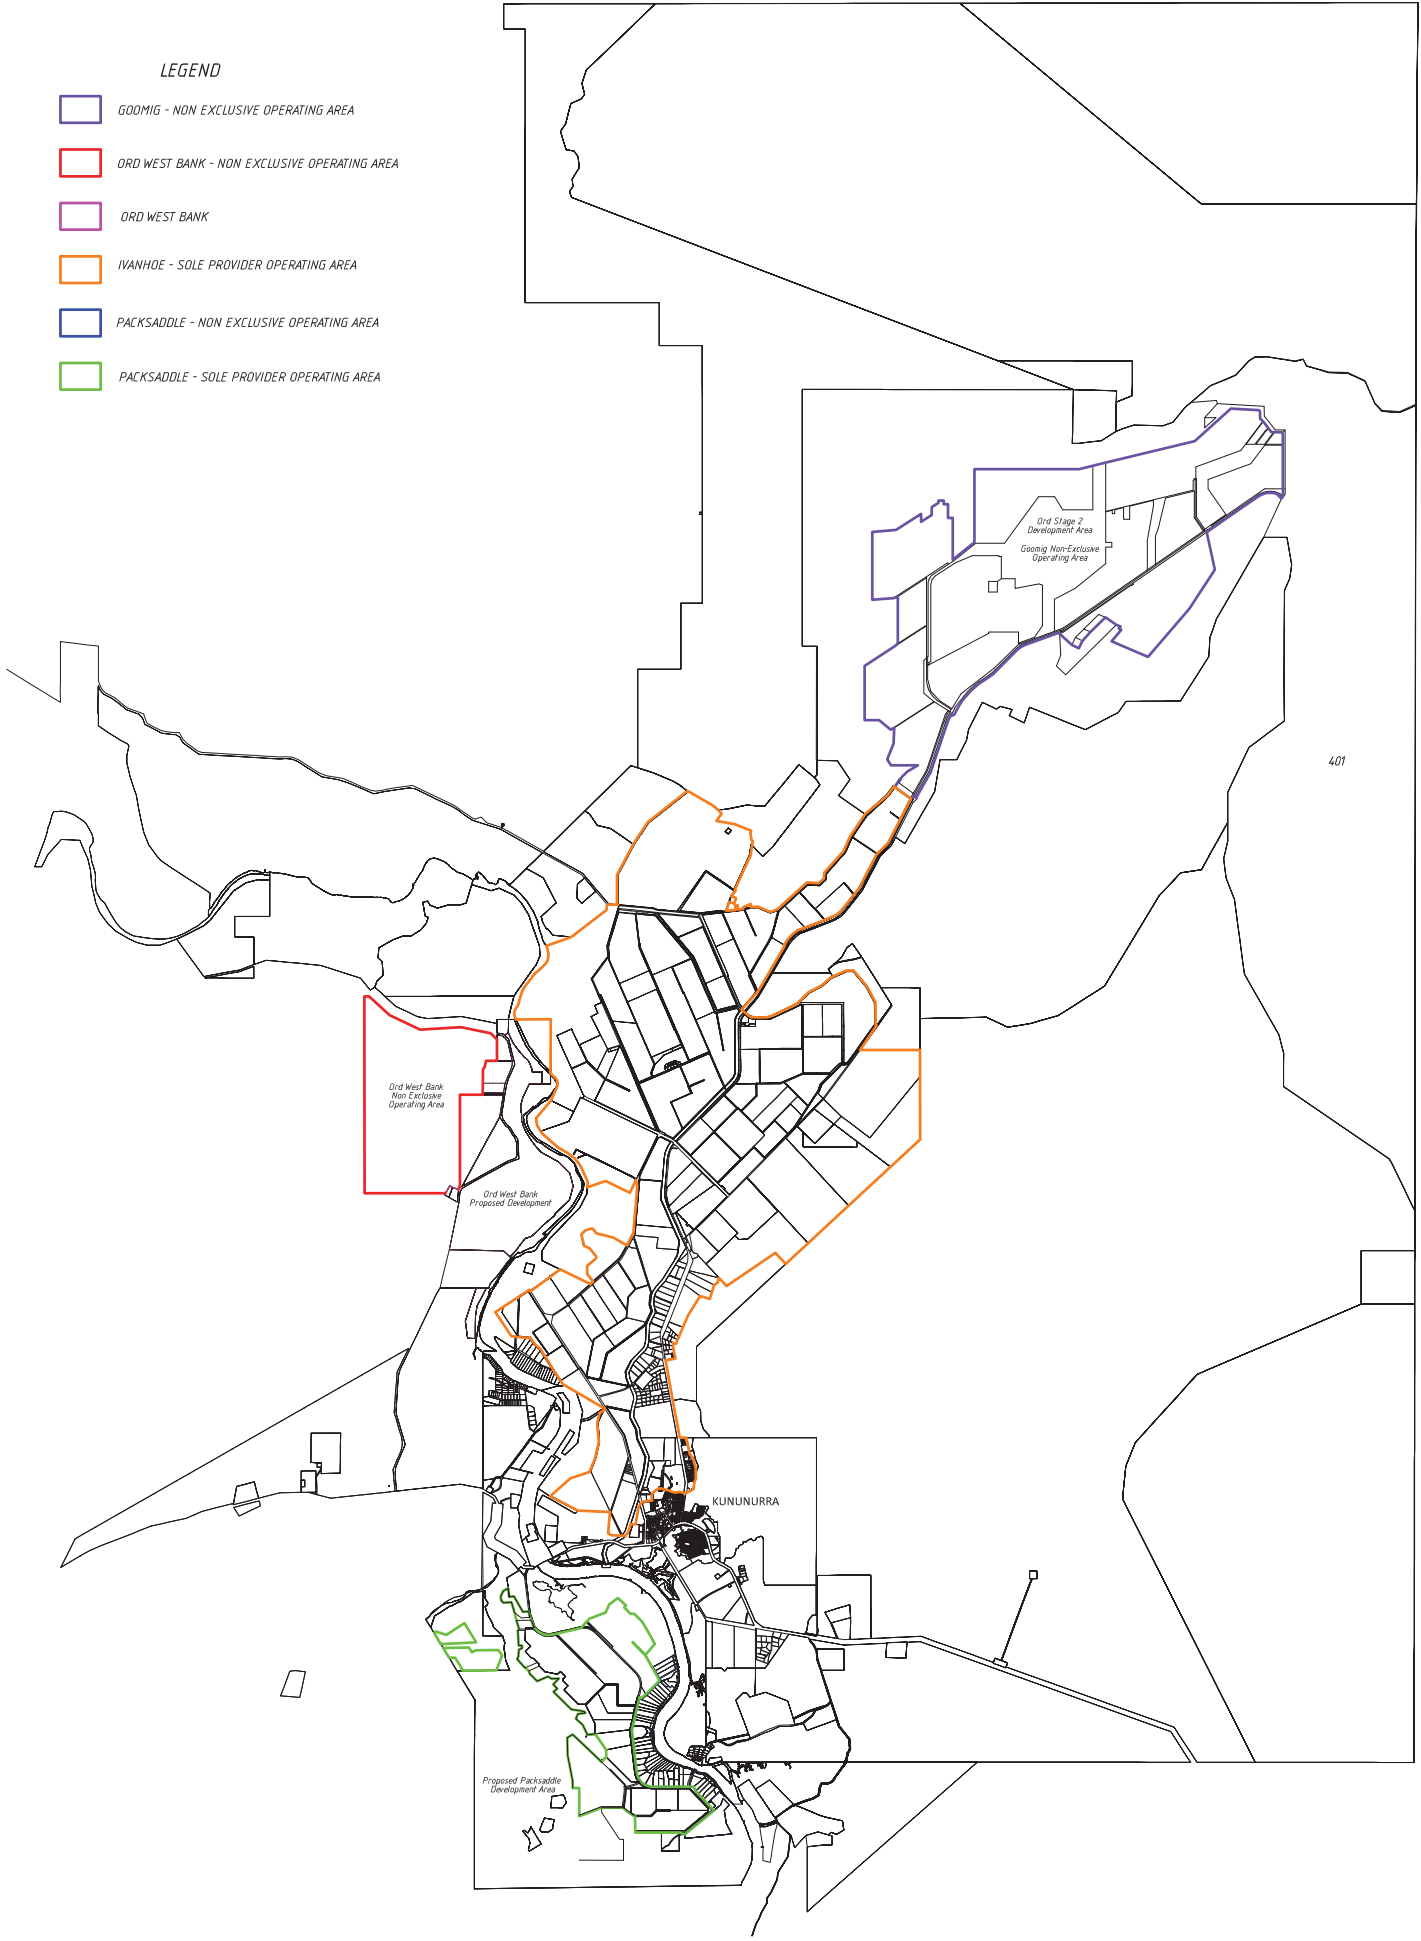 LEGEND
GOOMIG - NON EXCLUSIVE OPERATING AREA
ORD WEST BANK - NON EXCLUSIVE OPERATING AREA
ORD WEST BANK
IVANHOE - SOLE PROVIDER OPERATING AREA
PACKSADDLE - NON EXCLUSIVE OPERATING AREA
PACKSADDLE - SOLE PROVIDER OPERATING AREA
Ord Stage 2
Development Area
Goomig Non-Exclusive
Operating Area
401
Ord West Bank
Non Exclusive
Operating Area
Ord West Bank
Proposed Development
KUNUNURRA
Proposed Packsaddle
Development Area